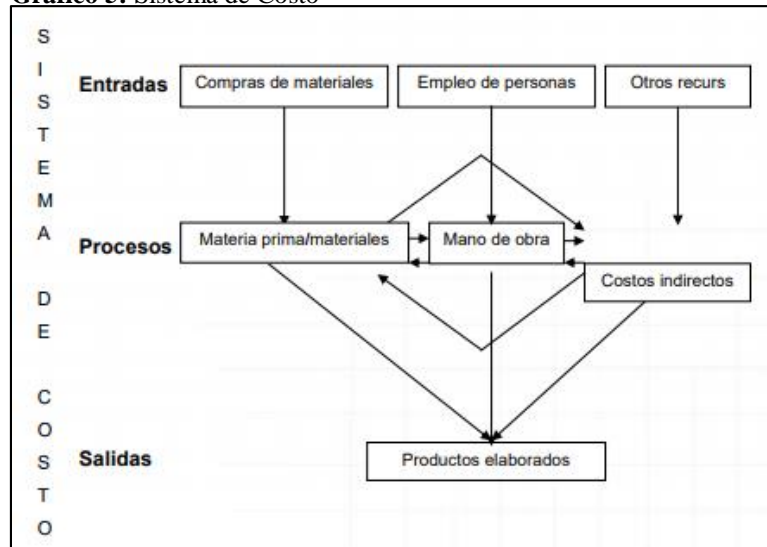 Gráfico 5: Sistema de Costo
S I S T E M A D E C O S T O
Entradas
Compras de materiales
Empleo de personas
Otros recurs
Procesos
Materia prima/materiales
Mano de obra
Costos indirectos
Salidas
Productos elaborados